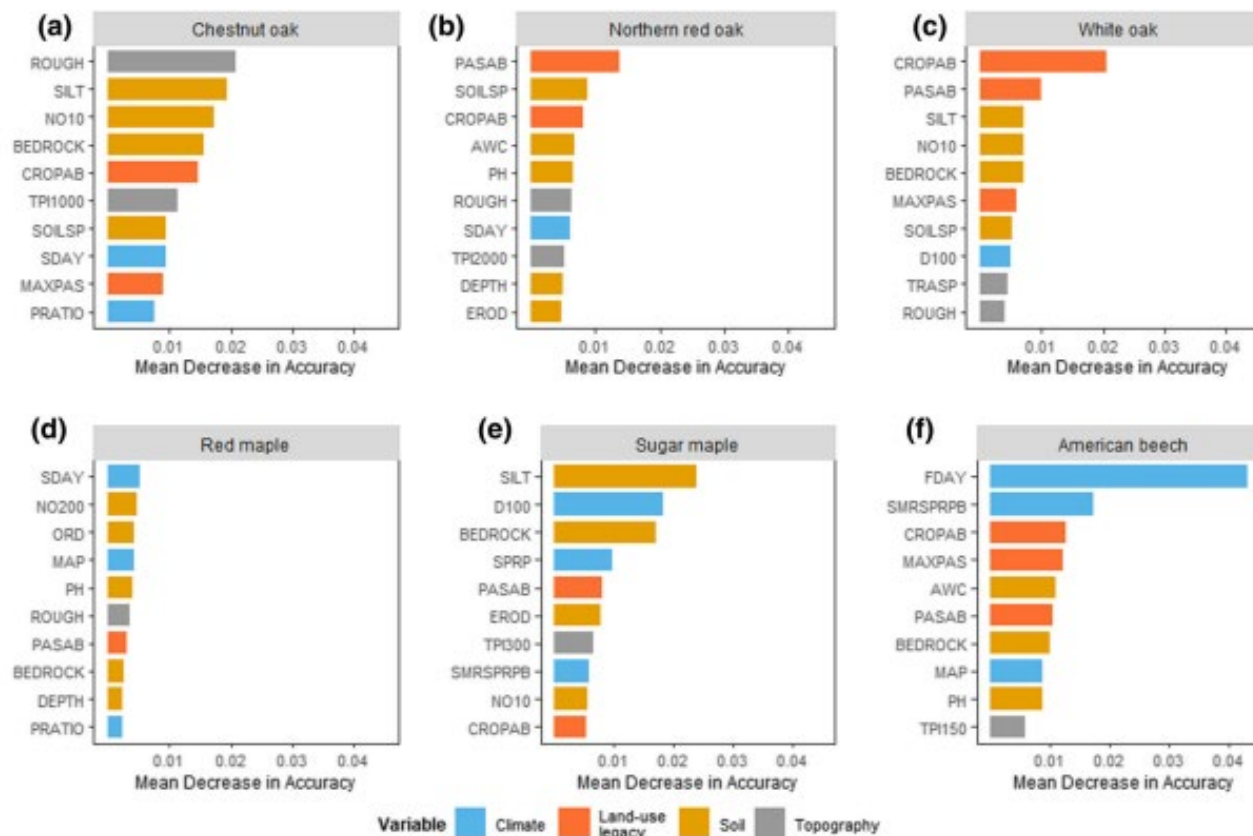 (a) Chestnut oak
ROUGH
SILT
NO10
BEDROCK
CROPAB
TPI1000
SOILSP
SDAY
MAXPAS
PRATIO
0.01 0.02 0.03 0.04
Mean Decrease in Accuracy
(b) Northern red oak
PASAB
SOILSP
CROPAB
AWC
PH
ROUGH
SDAY
TPI2000
DEPTH
EROD
0.01 0.02 0.03 0.04
Mean Decrease in Accuracy
(c) White oak
CROPAB
PASAB
SILT
NO10
BEDROCK
MAXPAS
SOILSP
D100
TRASP
ROUGH
0.01 0.02 0.03 0.04
Mean Decrease in Accuracy
(d) Red maple
SDAY
NO200
ORD
MAP
PH
ROUGH
PASAB
BEDROCK
DEPTH
PRATIO
0.01 0.02 0.03 0.04
Mean Decrease in Accuracy
(e) Sugar maple
SILT
D100
BEDROCK
SPRP
PASAB
EROD
TPI300
SMRSPRPB
NO10
CROPAB
0.01 0.02 0.03 0.04
Mean Decrease in Accuracy
(f) American beech
FDAY
SMRSPRPB
CROPAB
MAXPAS
AWC
PASAB
BEDROCK
MAP
PH
TPI150
0.01 0.02 0.03 0.04
Mean Decrease in Accuracy
Variable Climate Land-use legacy Soil Topography